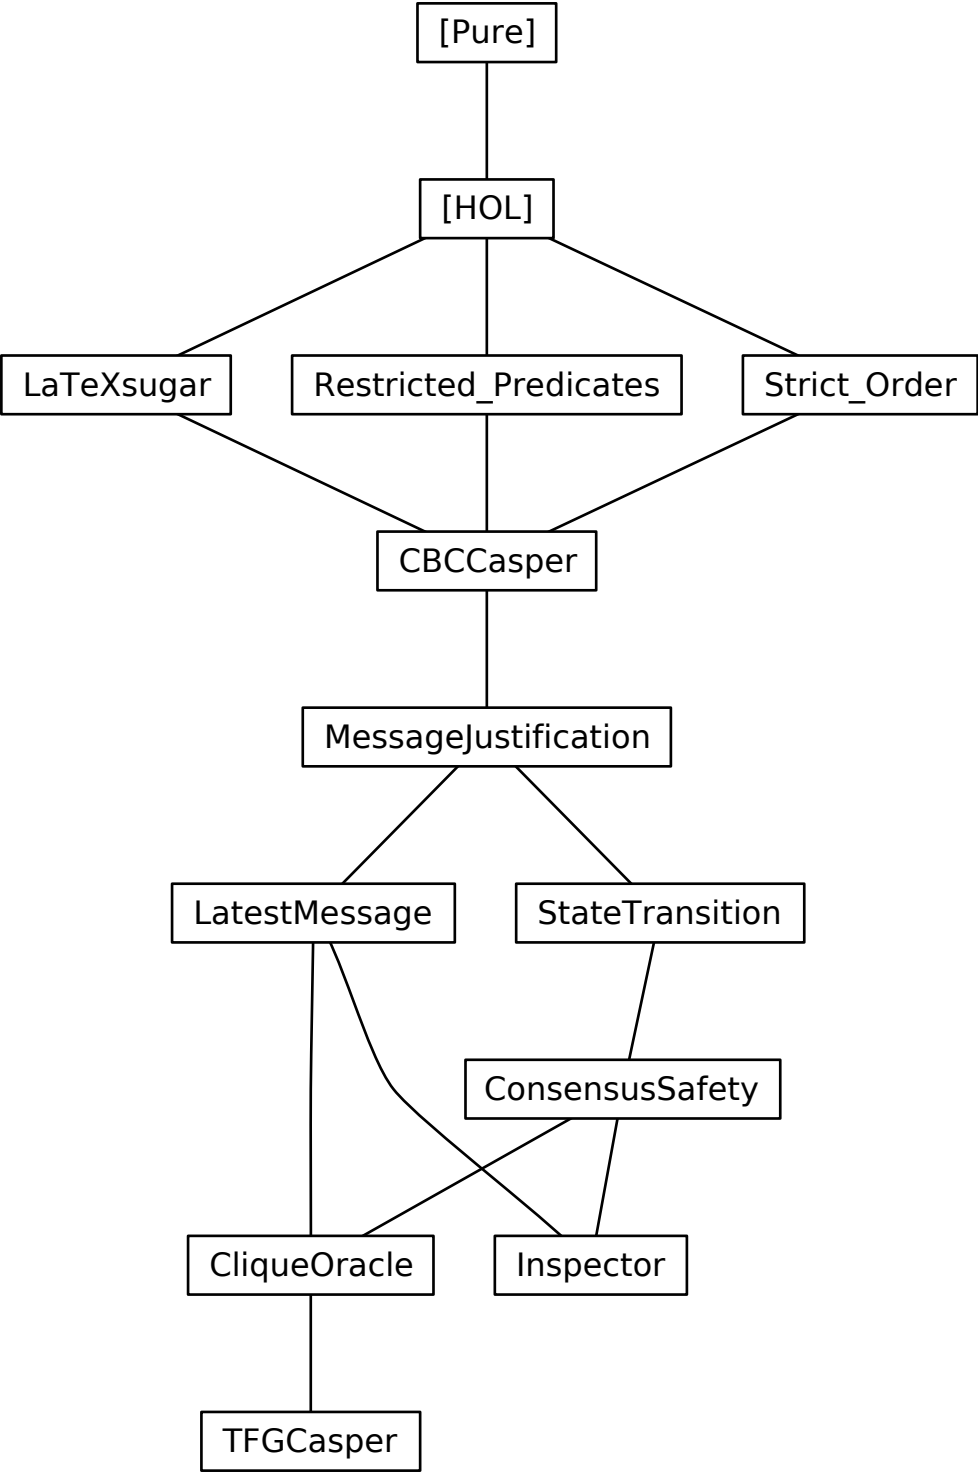 [Pure]
[HOL]
LaTeXsugar
Restricted_Predicates
Strict_Order
CBCCasper
MessageJustification
LatestMessage
StateTransition
ConsensusSafety
CliqueOracle
Inspector
TFGCasper